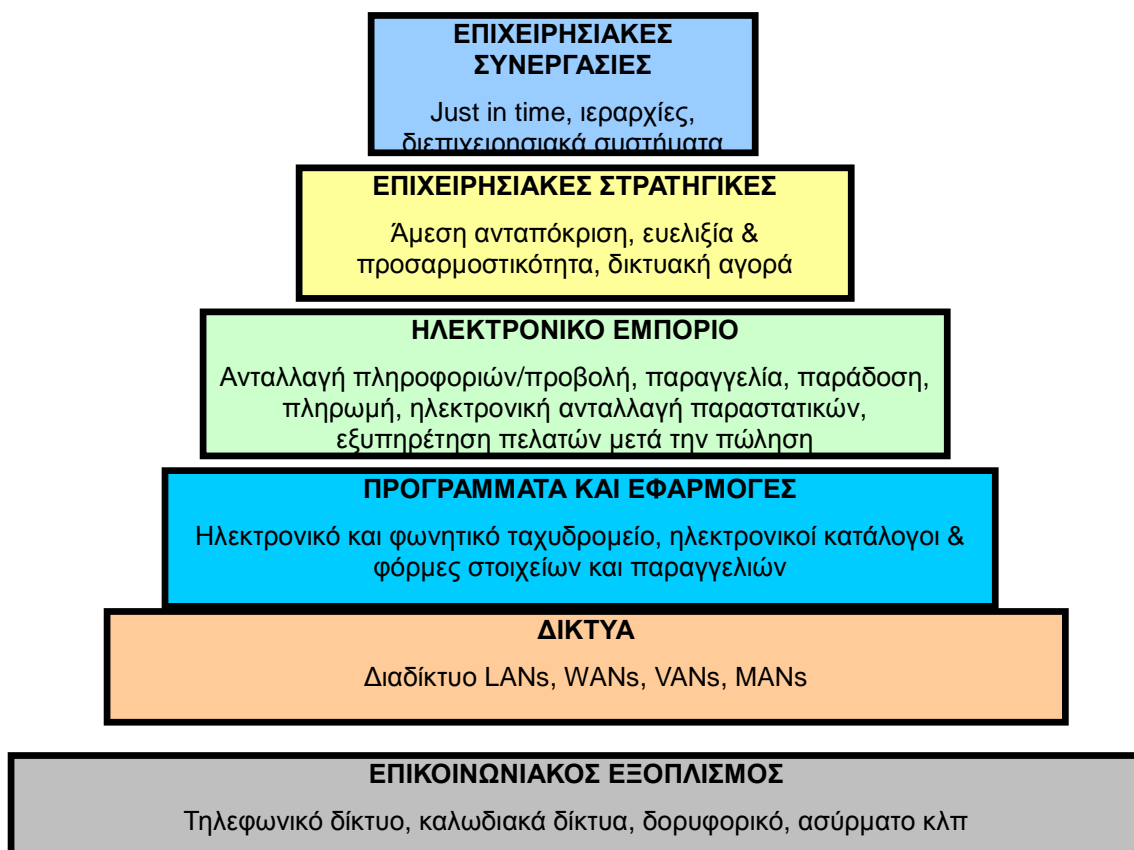 ΕΠΙΧΕΙΡΗΣΙΑΚΕΣ
ΣΥΝΕΡΓΑΣΙΕΣ
Just in time, ιεραρχίες,
διεπιχειρησιακά συστήματα
ΕΠΙΧΕΙΡΗΣΙΑΚΕΣ ΣΤΡΑΤΗΓΙΚΕΣ
Άμεση ανταπόκριση, ευελιξία &
προσαρμοστικότητα, δικτυακή αγορά
ΗΛΕΚΤΡΟΝΙΚΟ ΕΜΠΟΡΙΟ
Ανταλλαγή πληροφοριών/προβολή, παραγγελία, παράδοση,
πληρωμή, ηλεκτρονική ανταλλαγή παραστατικών,
εξυπηρέτηση πελατών μετά την πώληση
ΠΡΟΓΡΑΜΜΑΤΑ ΚΑΙ ΕΦΑΡΜΟΓΕΣ
Ηλεκτρονικό και φωνητικό ταχυδρομείο, ηλεκτρονικοί κατάλογοι &
φόρμες στοιχείων και παραγγελιών
ΔΙΚΤΥΑ
Διαδίκτυο LANs, WANs, VANs, MANs
ΕΠΙΚΟΙΝΩΝΙΑΚΟΣ ΕΞΟΠΛΙΣΜΟΣ
Τηλεφωνικό δίκτυο, καλωδιακά δίκτυα, δορυφορικό, ασύρματο κλπ